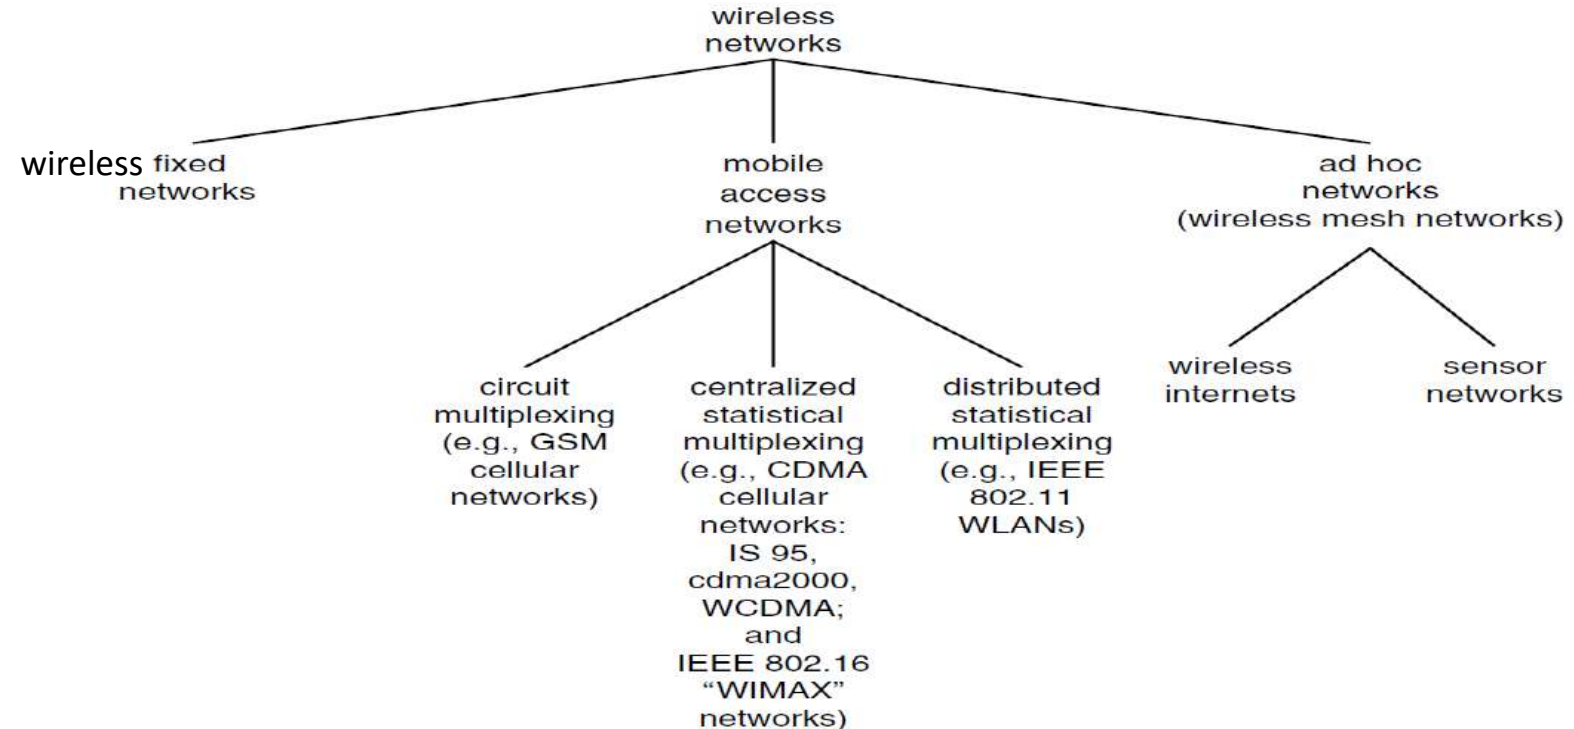 wireless
networks
wireless fixed
networks
mobile
access
networks
ad hoc
networks
(wireless mesh networks)
circuit
multiplexing
(e.g., GSM
cellular
networks)
centralized
statistical
multiplexing
(e.g., CDMA
cellular
networks:
IS 95,
cdma2000,
WCDMA;
and
IEEE 802.16
“WIMAX”
networks)
distributed
statistical
multiplexing
(e.g., IEEE
802.11
WLANs)
wireless
internets
sensor
networks